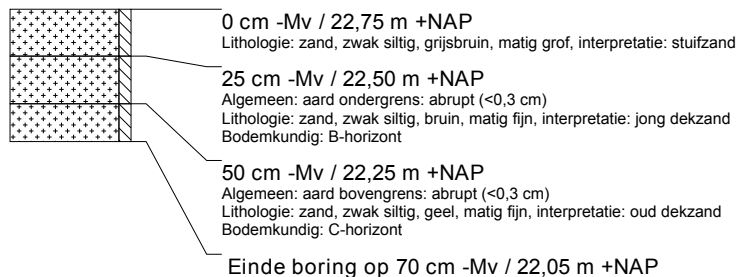 0 cm -Mv / 22,75 m +NAP
Lithologie: zand, zwak siltig, grijsbruin, matig grof, interpretatie: stuifzand
25 cm -Mv / 22,50 m +NAP
Algemeen: aard ondergrens: abrupt (<0,3 cm)
Lithologie: zand, zwak siltig, bruin, matig fijn, interpretatie: jong dekzand
Bodemkundig: B-horizont
50 cm -Mv / 22,25 m +NAP
Algemeen: aard bovengrens: abrupt (<0,3 cm)
Lithologie: zand, zwak siltig, geel, matig fijn, interpretatie: oud dekzand
Bodemkundig: C-horizont
Einde boring op 70 cm -Mv / 22,05 m +NAP